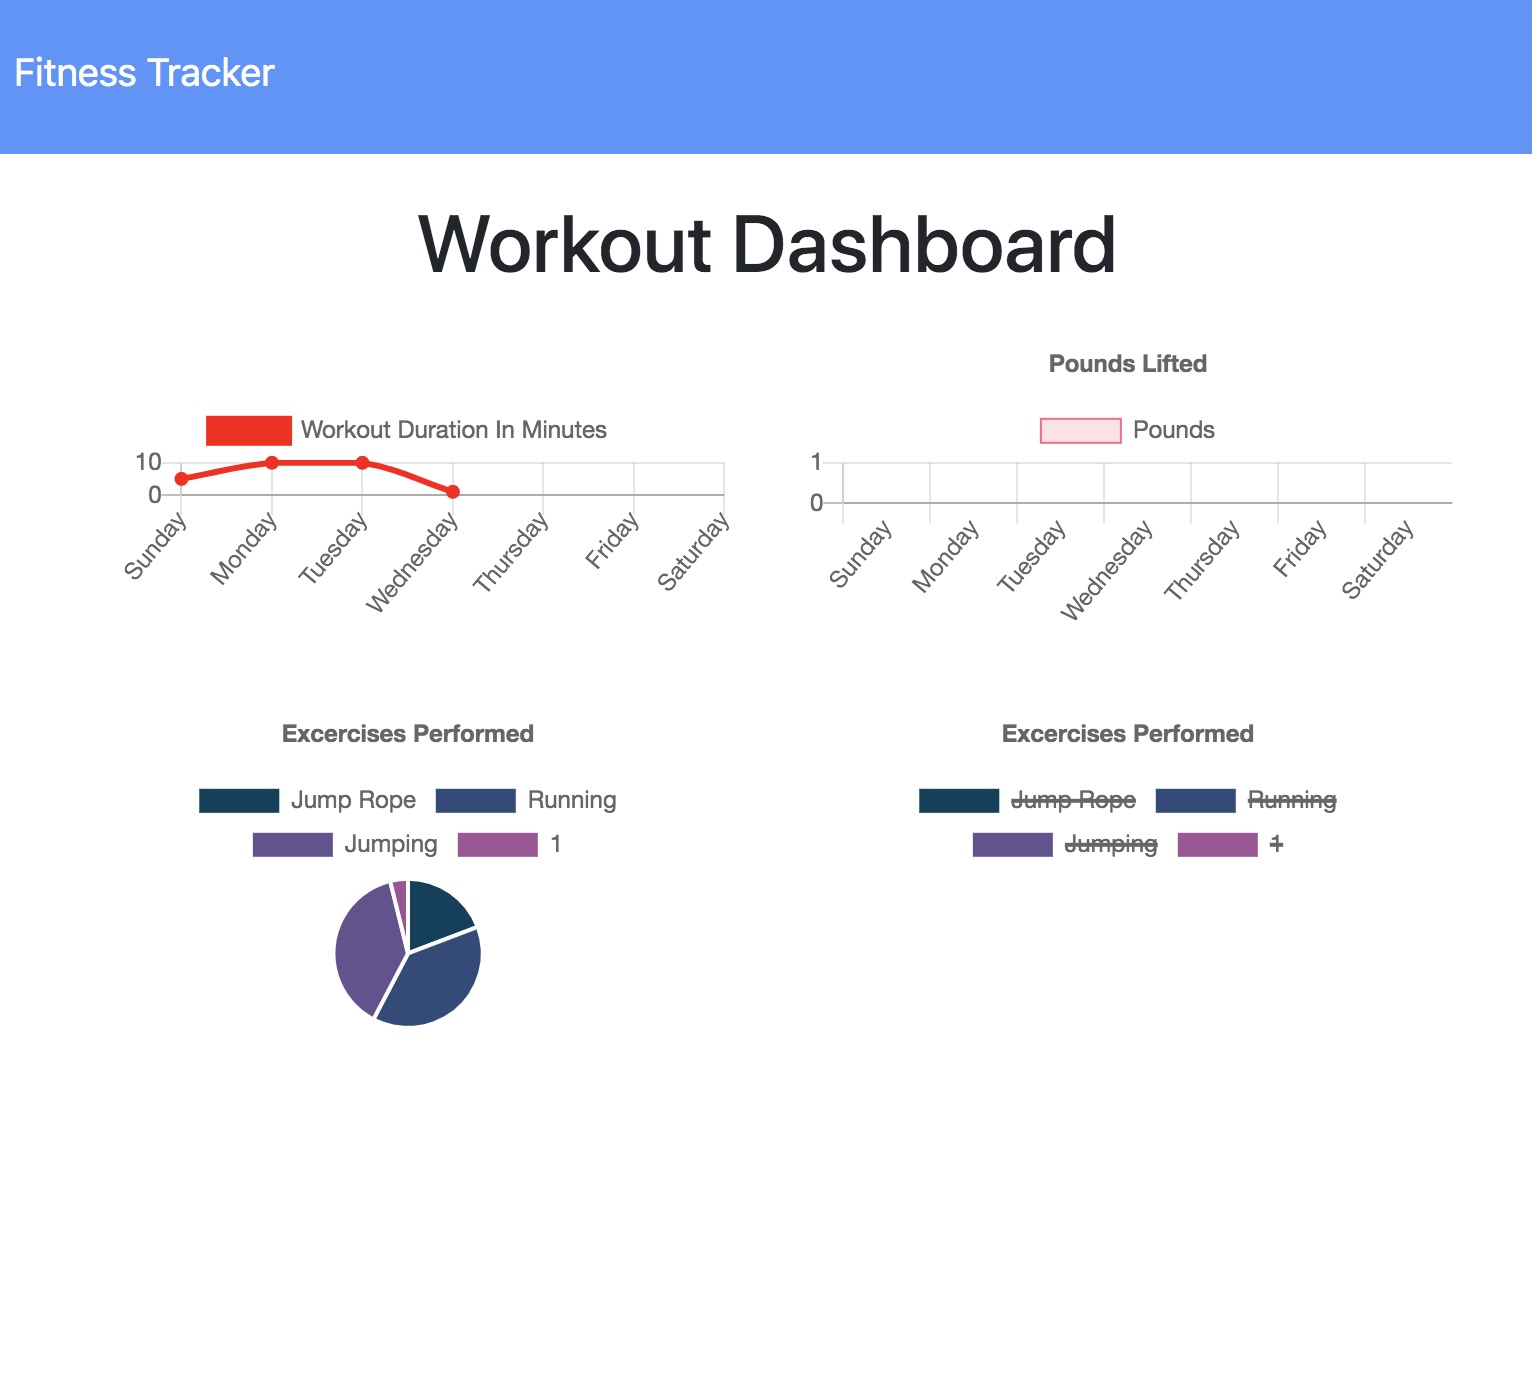 Fitness Tracker
Workout Dashboard
Workout Duration In Minutes
10
0
Sunday Monday Tuesday Wednesday Thursday Friday Saturday
Pounds Lifted
Pounds
1
0
Sunday Monday Tuesday Wednesday Thursday Friday Saturday
Excercises Performed
Jump Rope Running
Jumping 1
Excercises Performed
Jump Rope Running
Jumping 1